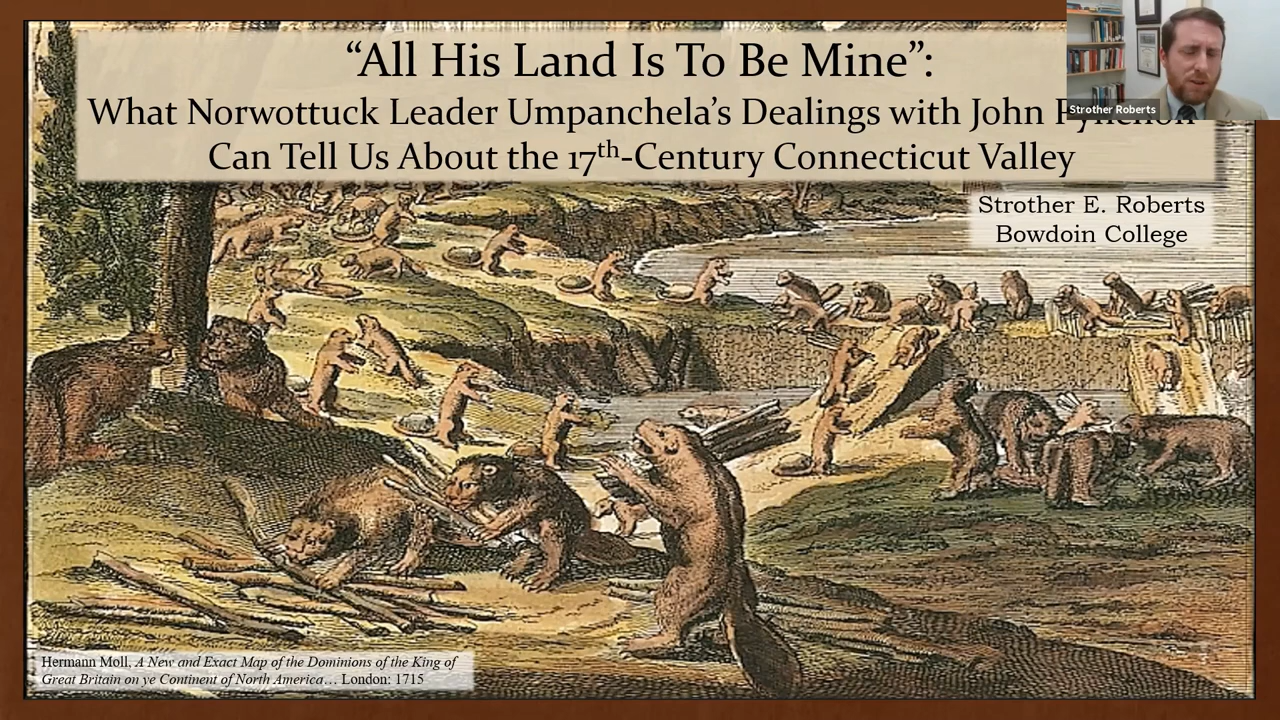 “All His Land Is To Be Mine”:
What Norwottuck Leader Umpanchela’s Dealings with John
Can Tell Us About the 17th-Century Connecticut Valley
Strother Roberts
Strother E. Roberts
Bowdoin College
Hermann Moll, A New and Exact Map of the Dominions of the King of
Great Britain on ye Continent of North America… London: 1715